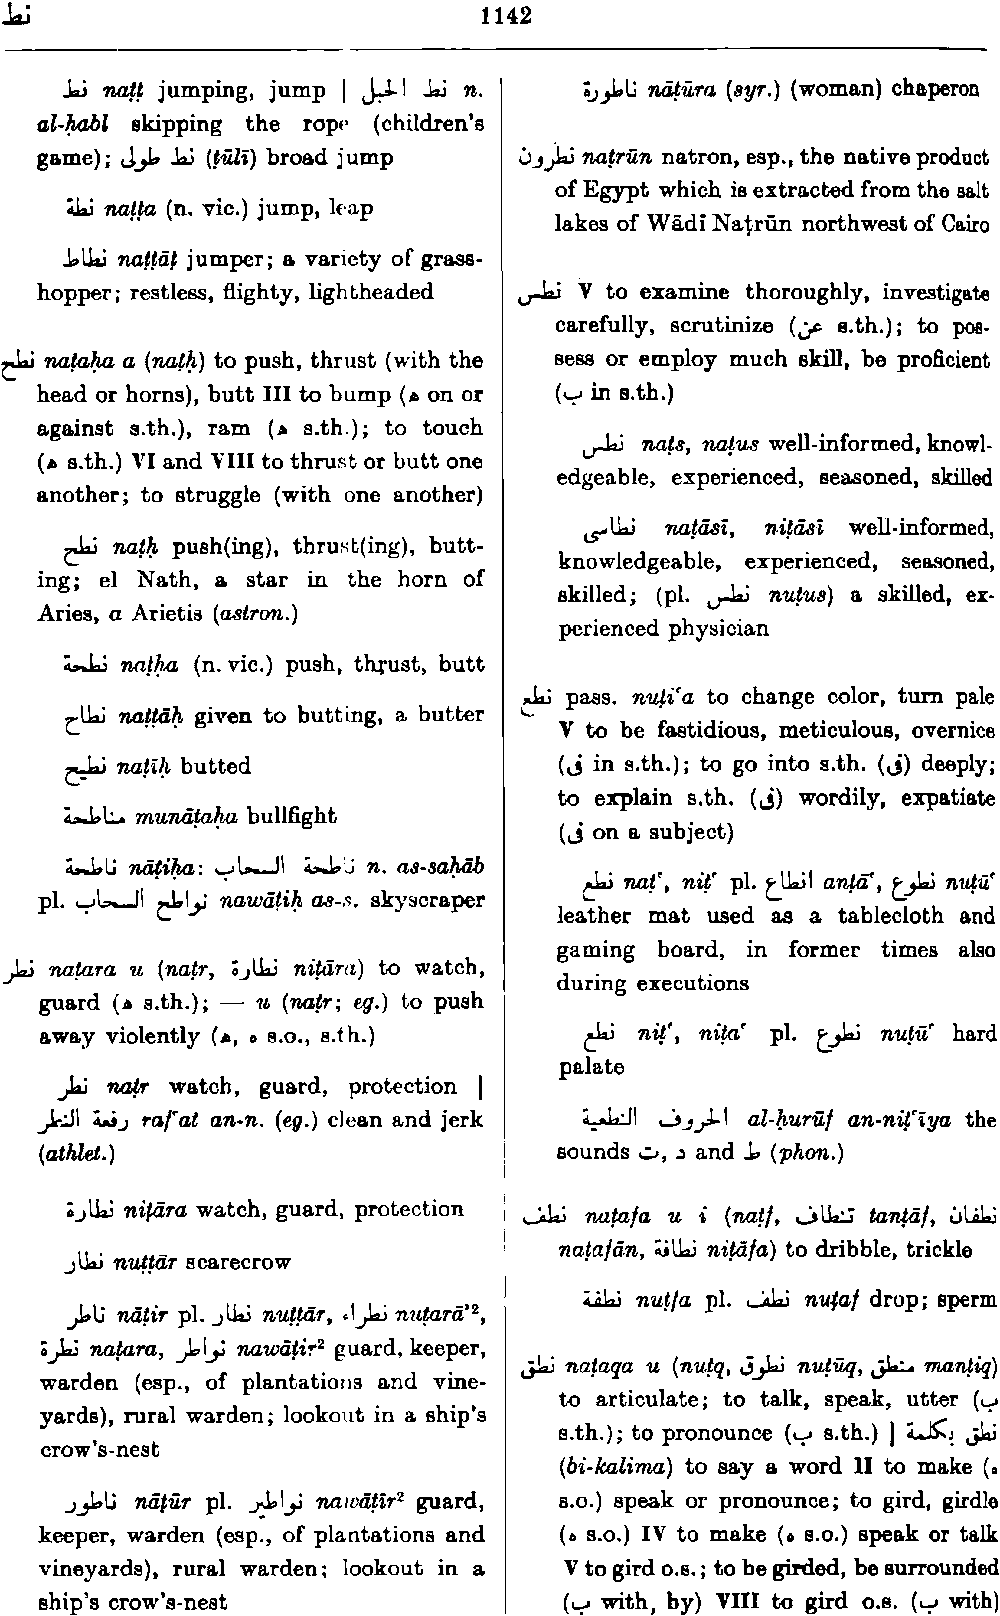 نط 1142
نط naṭṭ jumping, jump | نط الحبل n.
al-ḥabl skipping the rope (children's
game); نط طولى (ṭūlī) broad jump
نطة naṭṭa (n. vic.) jump, leap
نطاط naṭṭāṭ jumper; a variety of grass-
hopper; restless, flighty, lightheaded
نطح naṭaḥa a (naṭḥ) to push, thrust (with the
head or horns), butt III to bump (ه on or
against s.th.), ram (ه s.th.); to touch
(ه s.th.) VI and VIII to thrust or butt one
another; to struggle (with one another)
نطح naṭḥ push(ing), thrust(ing), butt-
ing; el Nath, a star in the horn of
Aries, α Arietis (astron.)
نطحة naṭḥa (n. vic.) push, thrust, butt
نطاح naṭṭāḥ given to butting, a butter
نطيح naṭīḥ butted
مناطحة munāṭaḥa bullfight
ناطحة nāṭiḥa: ناطحة السحاب n. as-saḥāb
pl. نواطح السحاب nawāṭiḥ as-s. skyscraper
نطر naṭara u (naṭr, نطارة niṭāra) to watch,
guard (ه s.th.); — u (naṭr; eg.) to push
away violently (ه, ه s.o., s.th.)
نطر naṭr watch, guard, protection |
رفعة النطر raf‘at an-n. (eg.) clean and jerk
(athlet.)
نطارة niṭāra watch, guard, protection
نطار nuṭṭār scarecrow
ناطر nāṭir pl. نطار nuṭṭār, نطراء nuṭarā’²,
نطرة naṭara, نواطر nawāṭir² guard, keeper,
warden (esp., of plantations and vine-
yards), rural warden; lookout in a ship's
crow's-nest
ناطور nāṭūr pl. نواطير nawāṭīr² guard,
keeper, warden (esp., of plantations and
vineyards), rural warden; lookout in a
ship's crow's-nest
ناطورة nāṭūra (syr.) (woman) chaperon
نطرون naṭrūn natron, esp., the native product
of Egypt which is extracted from the salt
lakes of Wādī Naṭrūn northwest of Cairo
نطس V to examine thoroughly, investigate
carefully, scrutinize (عن s.th.); to pos-
sess or employ much skill, be proficient
(ب in s.th.)
نطس naṭs, naṭus well-informed, knowl-
edgeable, experienced, seasoned, skilled
نطاسى naṭāsī, niṭāsī well-informed,
knowledgeable, experienced, seasoned,
skilled; (pl. نطس nuṭus) a skilled, ex-
perienced physician
نطع pass. nuṭi‘a to change color, turn pale
V to be fastidious, meticulous, overnice
(فى in s.th.); to go into s.th. (فى) deeply;
to explain s.th. (فى) wordily, expatiate
(فى on a subject)
نطع naṭ‘, niṭ‘ pl. انطاع anṭā‘, نطوع nuṭū‘
leather mat used as a tablecloth and
gaming board, in former times also
during executions
نطع niṭ‘, niṭa‘ pl. نطوع nuṭū‘ hard
palate
الحروف النطعية al-ḥurūf an-niṭ‘īya the
sounds ت, د and ط (phon.)
نطف naṭafa u i (naṭf, تنطاف tanṭāf, نطفان
naṭafān, نطافة niṭāfa) to dribble, trickle
نطفة nuṭfa pl. نطف nuṭaf drop; sperm
نطق naṭaqa u (nuṭq, نطوق nuṭūq, منطق manṭiq)
to articulate; to talk, speak, utter (ب
s.th.); to pronounce (ب s.th.) | نطق بكلمة
(bi-kalima) to say a word II to make (ه
s.o.) speak or pronounce; to gird, girdle
(ه s.o.) IV to make (ه s.o.) speak or talk
V to gird o.s.; to be girded, be surrounded
(ب with, by) VIII to gird o.s. (ب with)